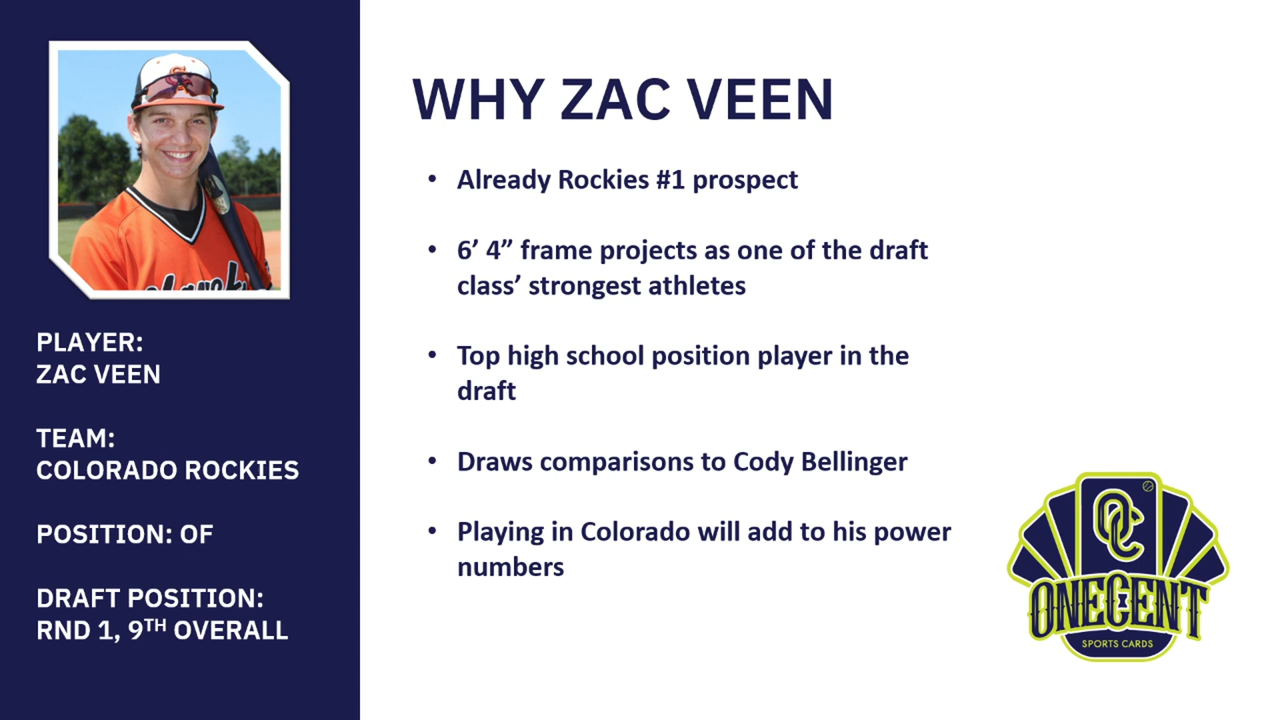 PLAYER:
ZAC VEEN
TEAM:
COLORADO ROCKIES
POSITION: OF
DRAFT POSITION:
RND 1, 9TH OVERALL
WHY ZAC VEEN
• Already Rockies #1 prospect
• 6’ 4” frame projects as one of the draft
class’ strongest athletes
• Top high school position player in the
draft
• Draws comparisons to Cody Bellinger
• Playing in Colorado will add to his power
numbers
OC
ONECENT
SPORTS CARDS